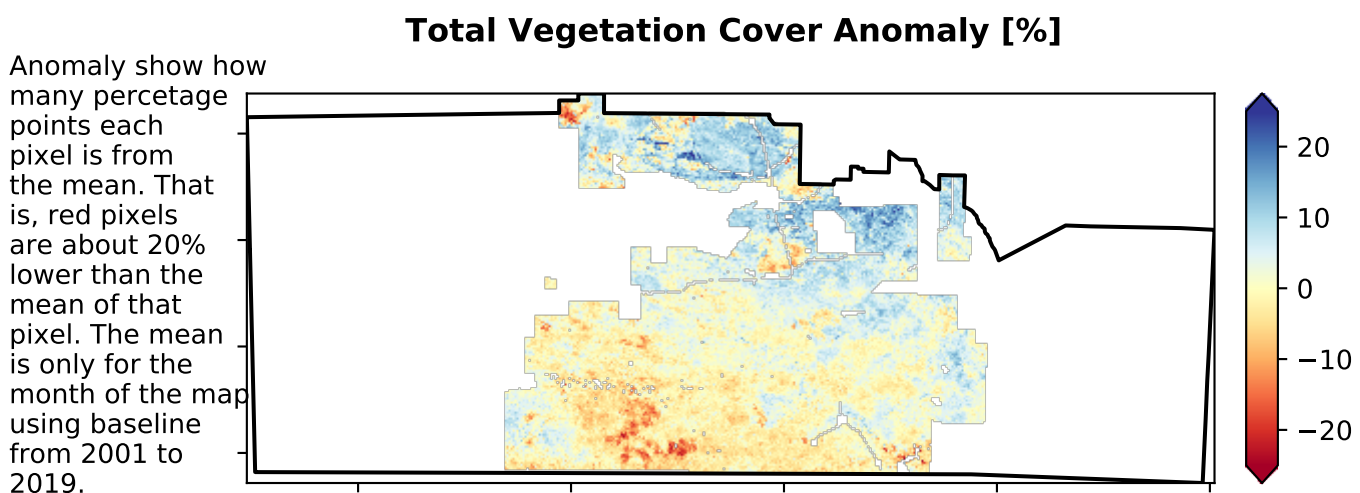 Total Vegetation Cover Anomaly [%]
Anomaly show how
many percetage
points each
pixel is from
the mean. That
is, red pixels
are about 20%
lower than the
mean of that
pixel. The mean
is only for the
month of the map
using baseline
from 2001 to
2019.
20
10
0
−10
−20